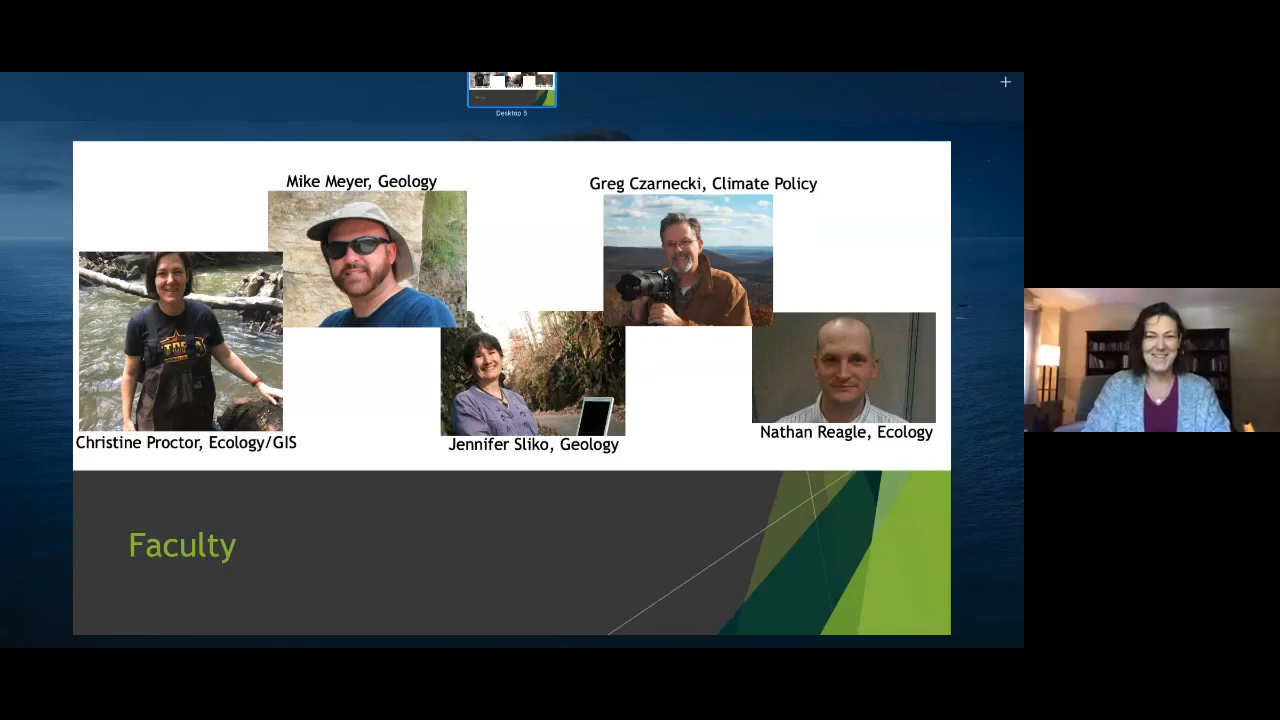 Desktop 5
Mike Meyer, Geology
Greg Czarnecki, Climate Policy
Christine Proctor, Ecology/GIS
Jennifer Sliko, Geology
Nathan Reagle, Ecology
Faculty